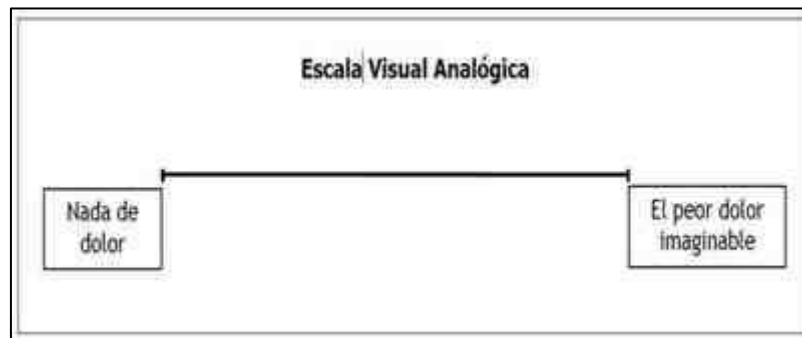 Escala Visual Analógica
Nada de
dolor
El peor dolor
imaginable